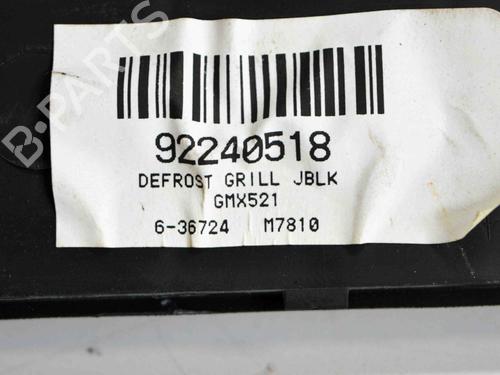 B-PARTS
92240518
DEFROST GRILL JBLK
GMX521
6-36724 M7810